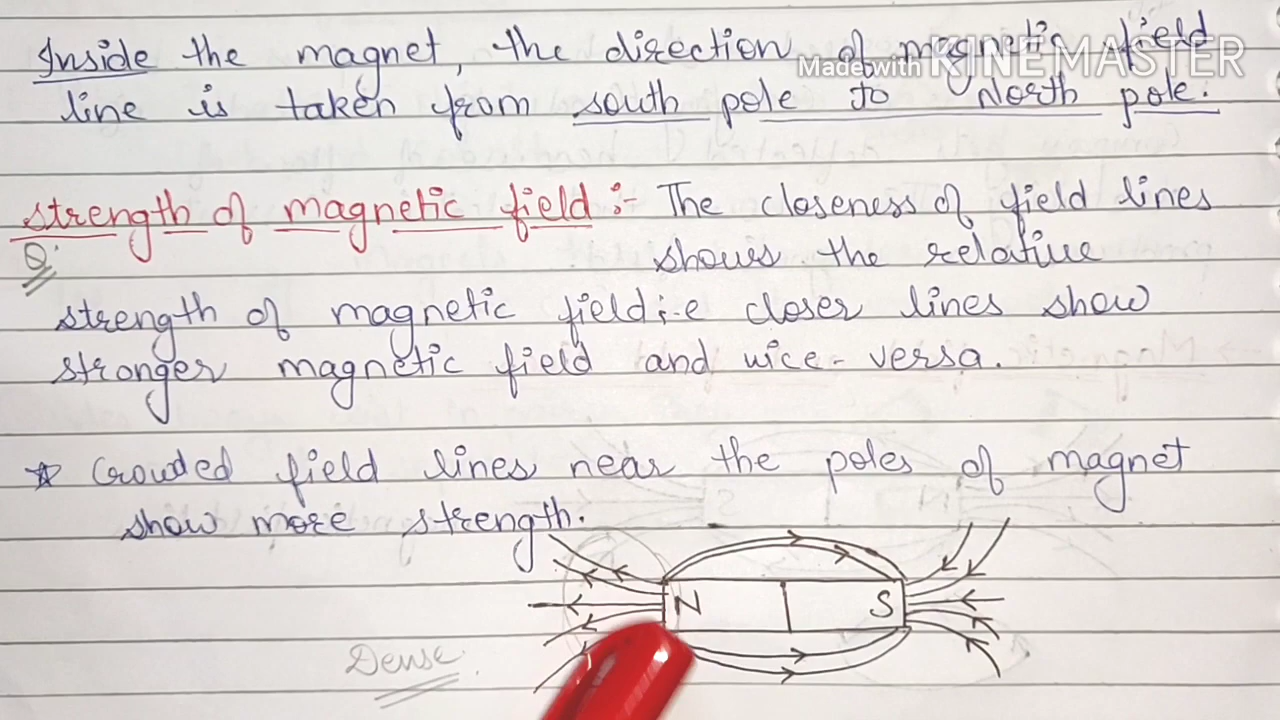 Inside the magnet, the direction of magnetic field
Made with KINEMASTER
line is taken from south pole to North pole.
strength of magnetic field :- The closeness of field lines
Q.
shows the relative
strength of magnetic field i.e closer lines show
stronger magnetic field and vice-versa.
☆ Crowded field lines near the poles of magnet
show more strength.
N S
Dense